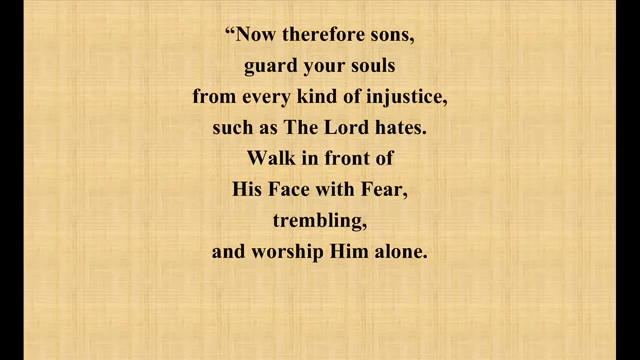 “Now therefore sons,
guard your souls
from every kind of injustice,
such as The Lord hates.
Walk in front of
His Face with Fear,
trembling,
and worship Him alone.